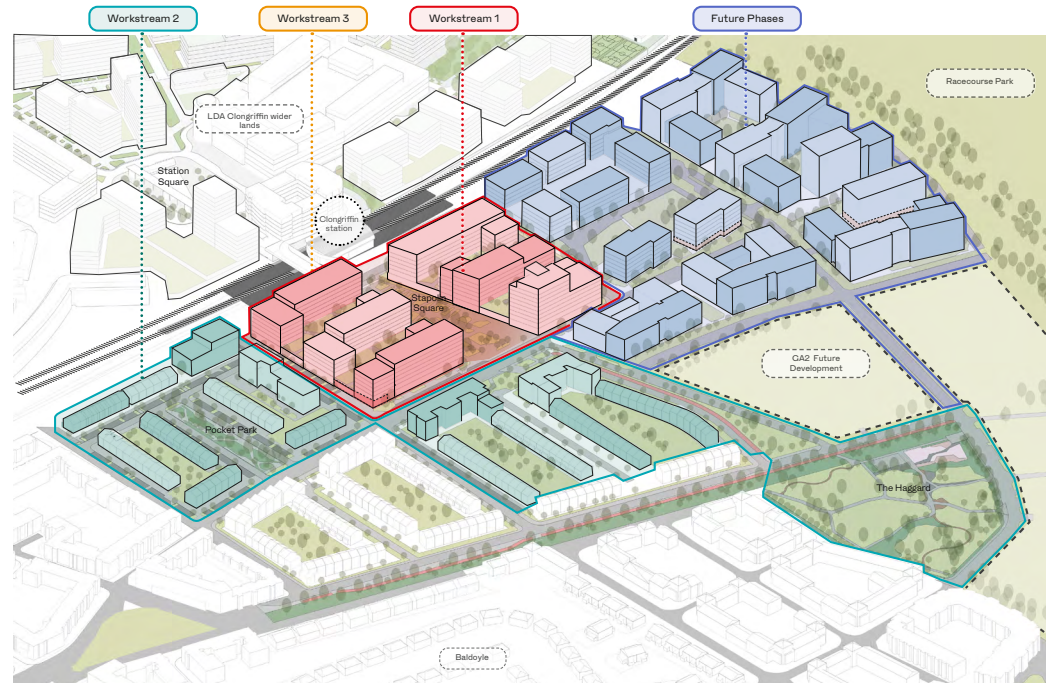 Workstream 2
Workstream 3
Workstream 1
Future Phases
Racecourse Park
LDA Clongriffin wider
lands
Station
Square
Clongriffin
station
Stapolin
Square
GA2 Future
Development
Pocket Park
The Haggard
Baldoyle